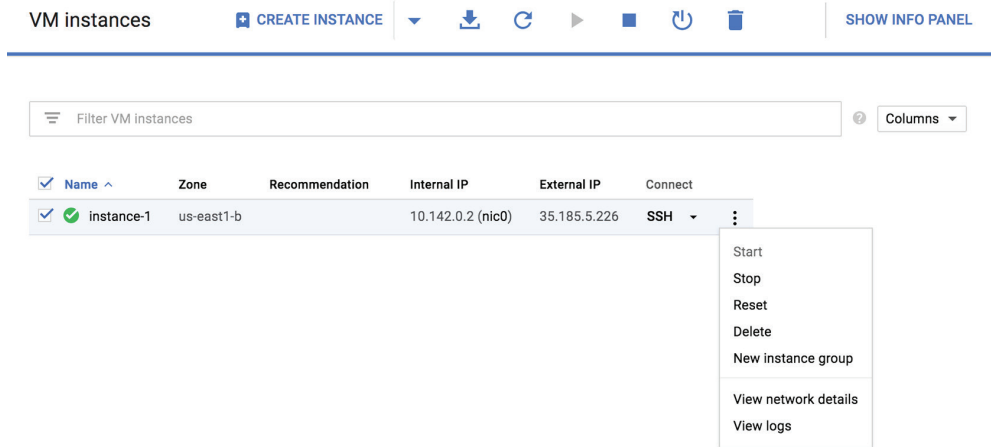 VM instances CREATE INSTANCE SHOW INFO PANEL
Filter VM instances ? Columns
Name Zone Recommendation Internal IP External IP Connect
instance-1 us-east1-b 10.142.0.2 (nic0) 35.185.5.226 SSH
Start
Stop
Reset
Delete
New instance group
View network details
View logs